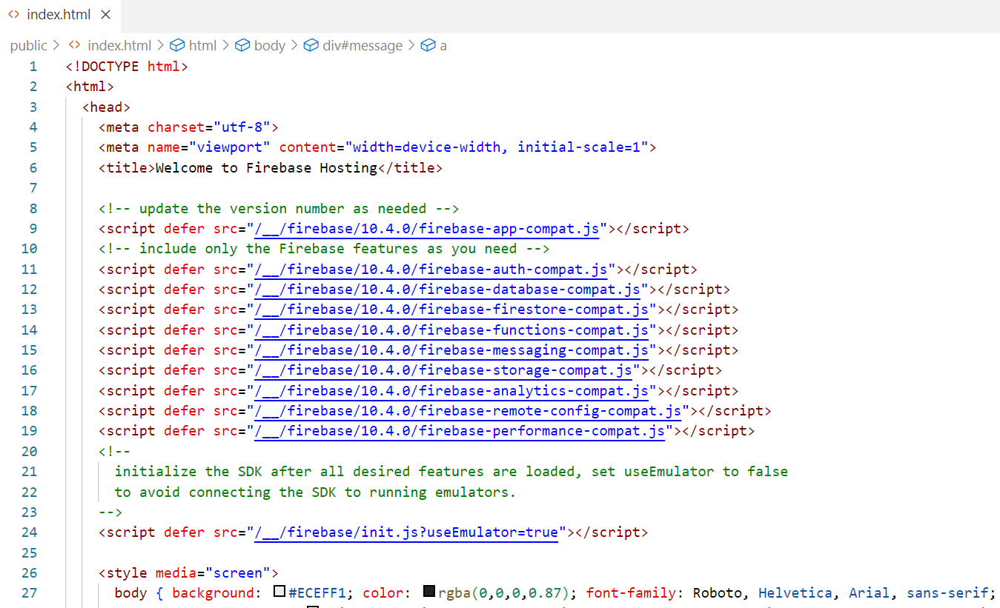 index.html
public > index.html > html > body > div#message > a
1 <!DOCTYPE html>
2 <html>
3 <head>
4 <meta charset="utf-8">
5 <meta name="viewport" content="width=device-width, initial-scale=1">
6 <title>Welcome to Firebase Hosting</title>
7
8 <!-- update the version number as needed -->
9 <script defer src="/__/firebase/10.4.0/firebase-app-compat.js"></script>
10 <!-- include only the Firebase features as you need -->
11 <script defer src="/__/firebase/10.4.0/firebase-auth-compat.js"></script>
12 <script defer src="/__/firebase/10.4.0/firebase-database-compat.js"></script>
13 <script defer src="/__/firebase/10.4.0/firebase-firestore-compat.js"></script>
14 <script defer src="/__/firebase/10.4.0/firebase-functions-compat.js"></script>
15 <script defer src="/__/firebase/10.4.0/firebase-messaging-compat.js"></script>
16 <script defer src="/__/firebase/10.4.0/firebase-storage-compat.js"></script>
17 <script defer src="/__/firebase/10.4.0/firebase-analytics-compat.js"></script>
18 <script defer src="/__/firebase/10.4.0/firebase-remote-config-compat.js"></script>
19 <script defer src="/__/firebase/10.4.0/firebase-performance-compat.js"></script>
20 <!--
21 initialize the SDK after all desired features are loaded, set useEmulator to false
22 to avoid connecting the SDK to running emulators.
23 -->
24 <script defer src="/__/firebase/init.js?useEmulator=true"></script>
25
26 <style media="screen">
27 body { background: #ECEFF1; color: rgba(0,0,0,0.87); font-family: Roboto, Helvetica, Arial, sans-serif;